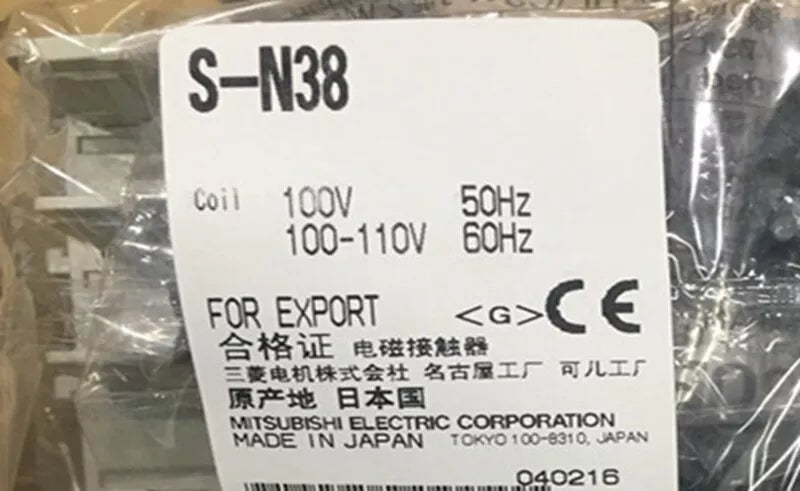 S-N38
Coil 100V 50Hz
100-110V 60Hz
FOR EXPORT <G> CE
合格证 电磁接触器
三菱电机株式会社 名古屋工厂 可儿工厂
原产地 日本国
MITSUBISHI ELECTRIC CORPORATION
MADE IN JAPAN TOKYO 100-8310, JAPAN
040216